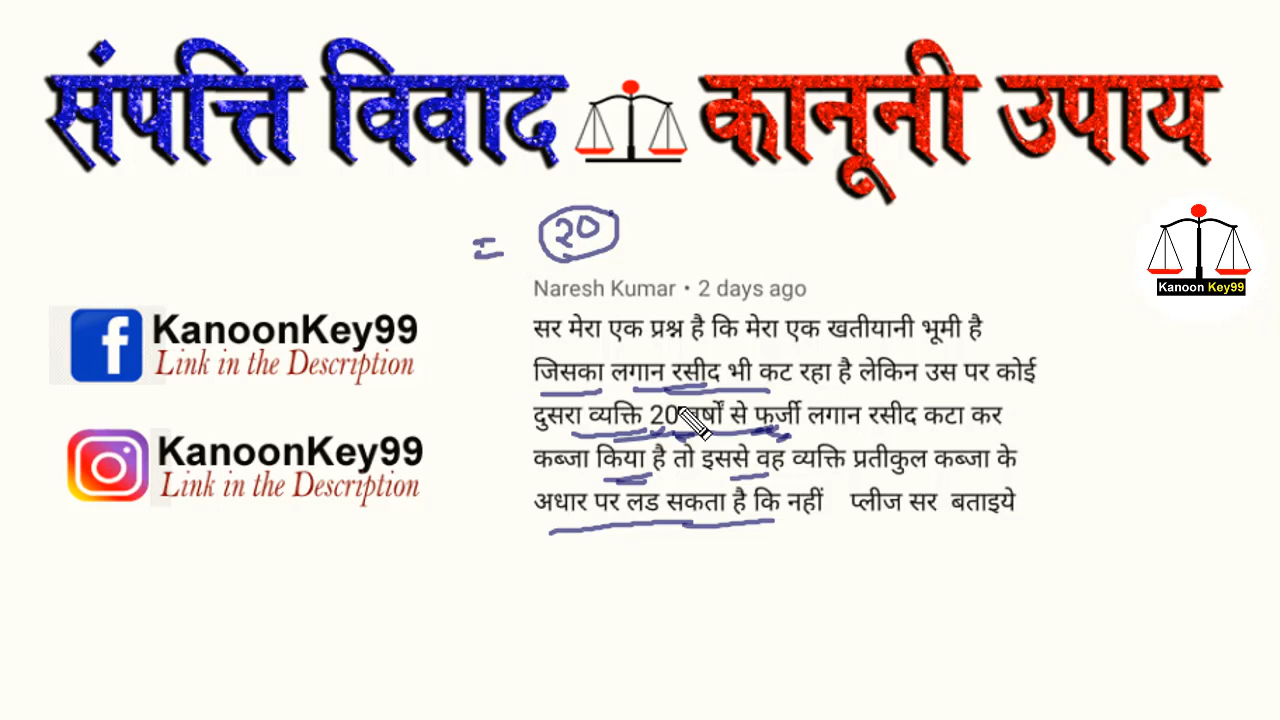 संपत्ति विवाद कानूनी उपाय
= 20
Kanoon Key99
Naresh Kumar • 2 days ago
सर मेरा एक प्रश्न है कि मेरा एक खतीयानी भूमी है
जिसका लगान रसीद भी कट रहा है लेकिन उस पर कोई
दुसरा व्यक्ति 20 वर्षों से फर्जी लगान रसीद कटा कर
कब्जा किया है तो इससे वह व्यक्ति प्रतीकुल कब्जा के
अधार पर लड सकता है कि नहीं प्लीज सर बताइये
KanoonKey99
Link in the Description
KanoonKey99
Link in the Description